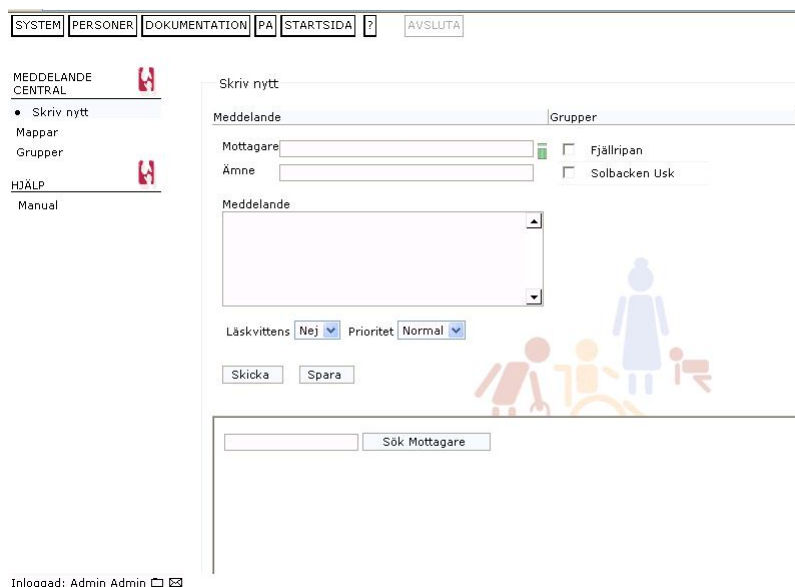 SYSTEM PERSONER DOKUMENTATION PA STARTSIDA ? AVSLUTA
MEDDELANDE
CENTRAL
Skriv nytt
Mappar
Grupper
HJÄLP
Manual
Skriv nytt
Meddelande Grupper
Mottagare Fjällripan
Ämne Solbacken Usk
Meddelande
Läskvittens Nej Prioritet Normal
Skicka Spara
Sök Mottagare
Inloggad: Admin Admin